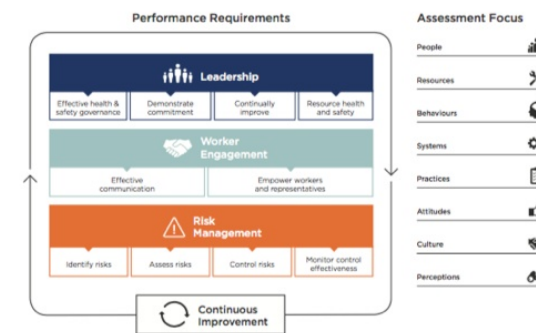 Performance Requirements
Leadership
Effective health &
safety governance
Demonstrate
commitment
Continually
improve
Resource health
and safety
Worker
Engagement
Effective
communication
Empower workers
and representatives
Risk
Management
Identify risks
Assess risks
Control risks
Monitor control
effectiveness
Continuous
Improvement
Assessment Focus
People
Resources
Behaviours
Systems
Practices
Attitudes
Culture
Perceptions